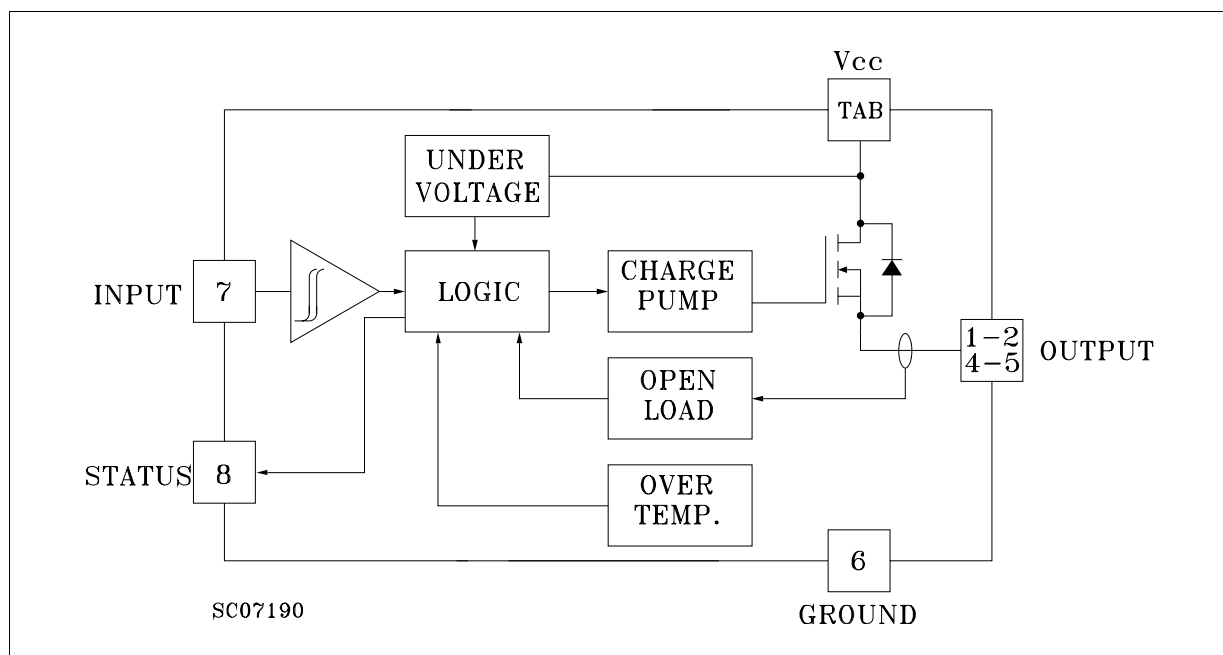 Vcc
TAB
UNDER
VOLTAGE
INPUT
7
LOGIC
CHARGE
PUMP
1-2
4-5
OUTPUT
OPEN
LOAD
STATUS
8
OVER
TEMP.
6
GROUND
SC07190